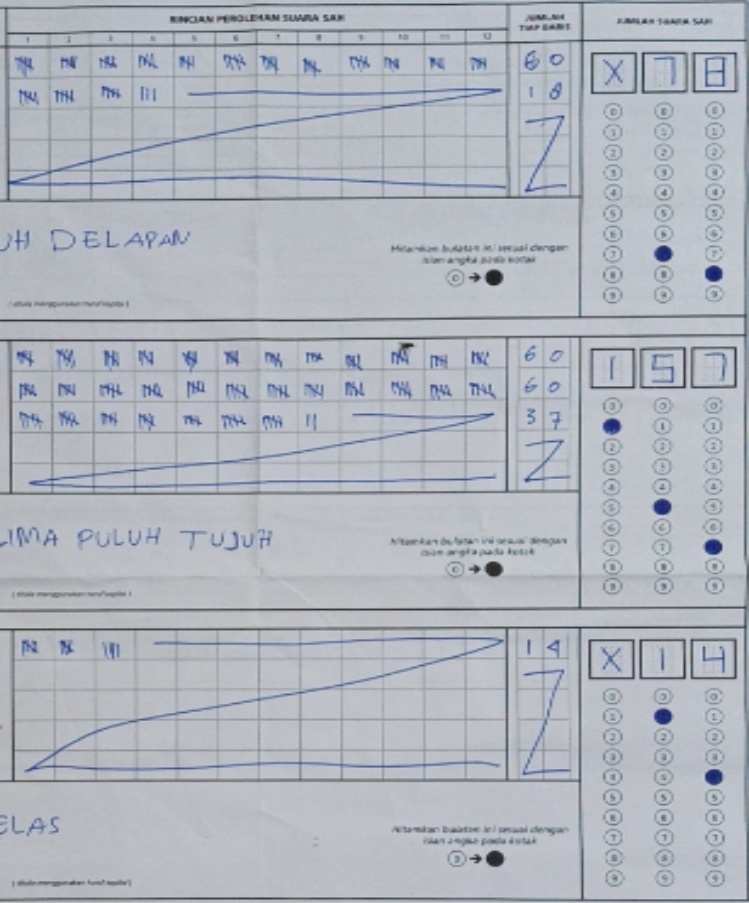 RINCIAN PEROLEHAN SUARA SAH
JUMLAH TIAP BARIS
JUMLAH SUARA SAH
1 2 3 4 5 6 7 8 9 10 11 12
60
X 7 8
18
UH DELAPAN
Hitamkan bulatan ini sesuai dengan
isian angka pada kotak
0 → ●
(ditulis menggunakan huruf kapital)
60
1 5 7
60
37
LIMA PULUH TUJUH
Hitamkan bulatan ini sesuai dengan
isian angka pada kotak
0 → ●
(ditulis menggunakan huruf kapital)
14
X 1 4
ELAS
Hitamkan bulatan ini sesuai dengan
isian angka pada kotak
(ditulis menggunakan huruf kapital)